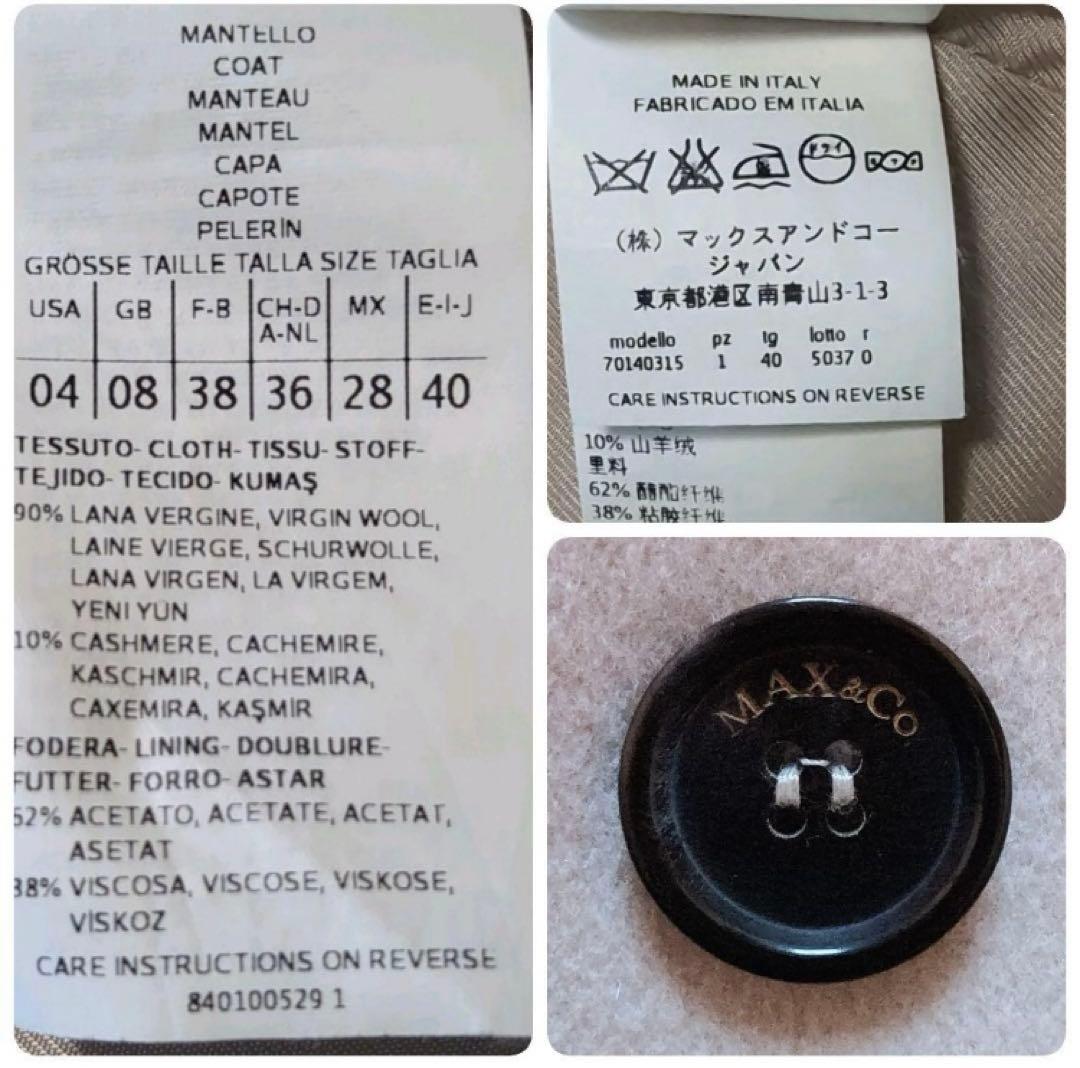 MANTELLO
COAT
MANTEAU
MANTEL
CAPA
CAPOTE
PELERİN
GRÖSSE TAILLE TALLA SIZE TAGLIA
USA GB F-B CH-D A-NL MX E-I-J
04 08 38 36 28 40
TESSUTO- CLOTH- TISSU- STOFF-
TEJIDO- TECIDO- KUMAŞ
90% LANA VERGINE, VIRGIN WOOL,
LAINE VIERGE, SCHURWOLLE,
LANA VIRGEN, LA VIRGEM,
YENI YÜN
10% CASHMERE, CACHEMIRE,
KASCHMIR, CACHEMIRA,
CAXEMIRA, KAŞMİR
FODERA- LINING- DOUBLURE-
FUTTER- FORRO- ASTAR
62% ACETATO, ACETATE, ACETAT,
ASETAT
38% VISCOSA, VISCOSE, VISKOSE,
VİSKOZ
CARE INSTRUCTIONS ON REVERSE
840100529 1
MADE IN ITALY
FABRICADO EM ITALIA
ドライ
(株) マックスアンドコー
ジャパン
東京都港区南青山3-1-3
modello pz tg lotto r
70140315 1 40 5037 0
CARE INSTRUCTIONS ON REVERSE
10% 山羊绒
里料
62% 醋酯纤维
38% 粘胶纤维
MAX&Co